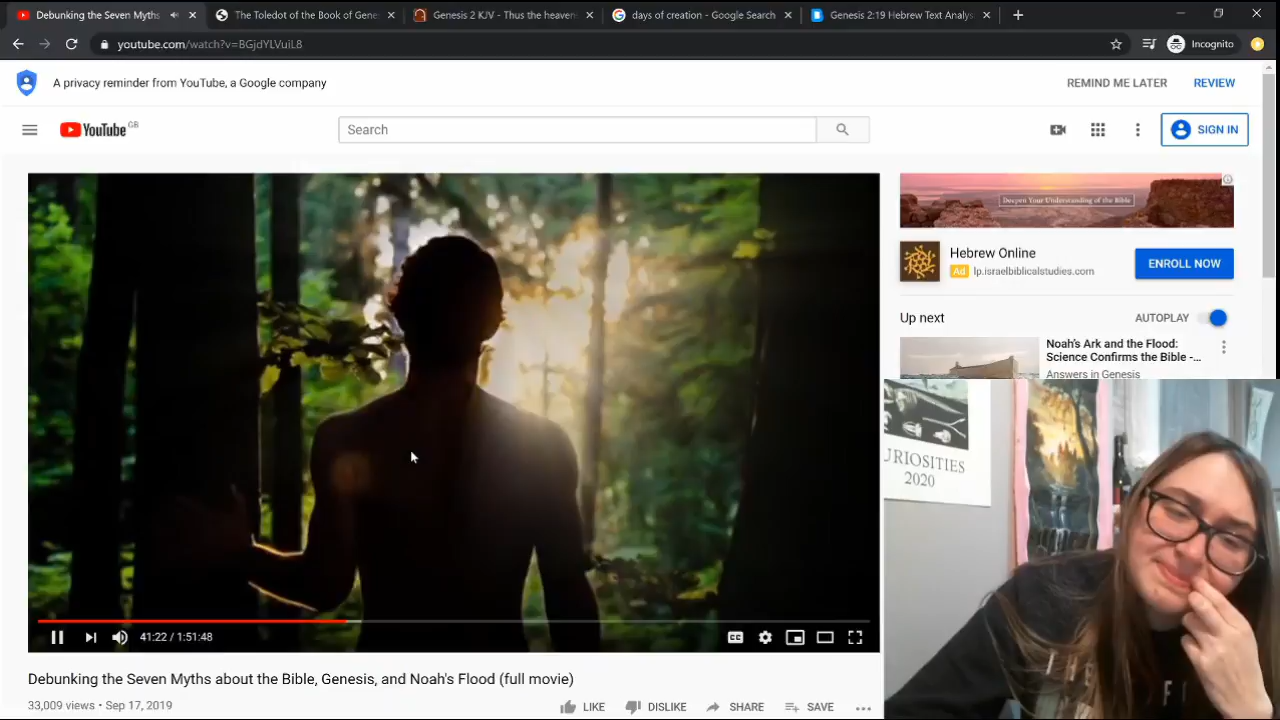 Debunking the Seven Myths
The Toledot of the Book of Gene
Genesis 2 KJV - Thus the heaven
days of creation - Google Search
Genesis 2:19 Hebrew Text Analys
youtube.com/watch?v=BGjdYLVuiL8
Incognito
A privacy reminder from YouTube, a Google company
REMIND ME LATER
REVIEW
YouTube GB
Search
SIGN IN
Deepen Your Understanding of the Bible
Hebrew Online
Ad lp.israelbiblicalstudies.com
ENROLL NOW
Up next
AUTOPLAY
Noah's Ark and the Flood:
Science Confirms the Bible -...
Answers in Genesis
URIOSITIES
2020
41:22 / 1:51:48
CC
Debunking the Seven Myths about the Bible, Genesis, and Noah's Flood (full movie)
33,009 views • Sep 17, 2019
LIKE
DISLIKE
SHARE
SAVE